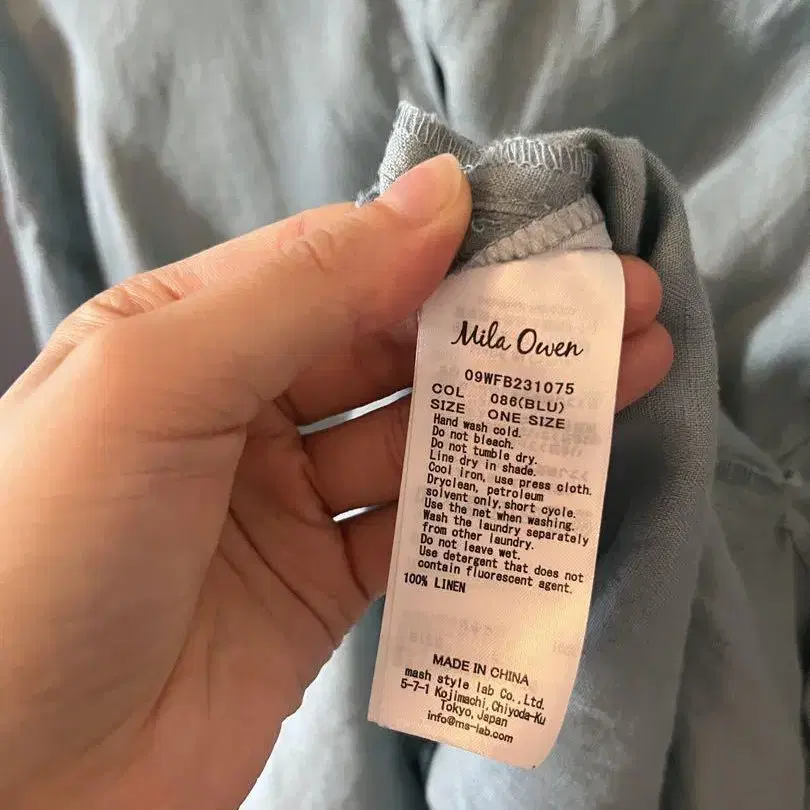 Mila Owen
09WFB231075
COL 086(BLU)
SIZE ONE SIZE
Hand wash cold.
Do not bleach.
Do not tumble dry.
Line dry in shade.
Cool iron, use press cloth.
Dryclean, petroleum
solvent only,short cycle.
Use the net when washing.
Wash the laundry separately
from other laundry.
Do not leave wet.
Use detergent that does not
contain fluorescent agent.
100% LINEN
MADE IN CHINA
mash style lab Co.,Ltd.
5-7-1 Kojimachi,Chiyoda-Ku
Tokyo,Japan
info@ms-lab.com